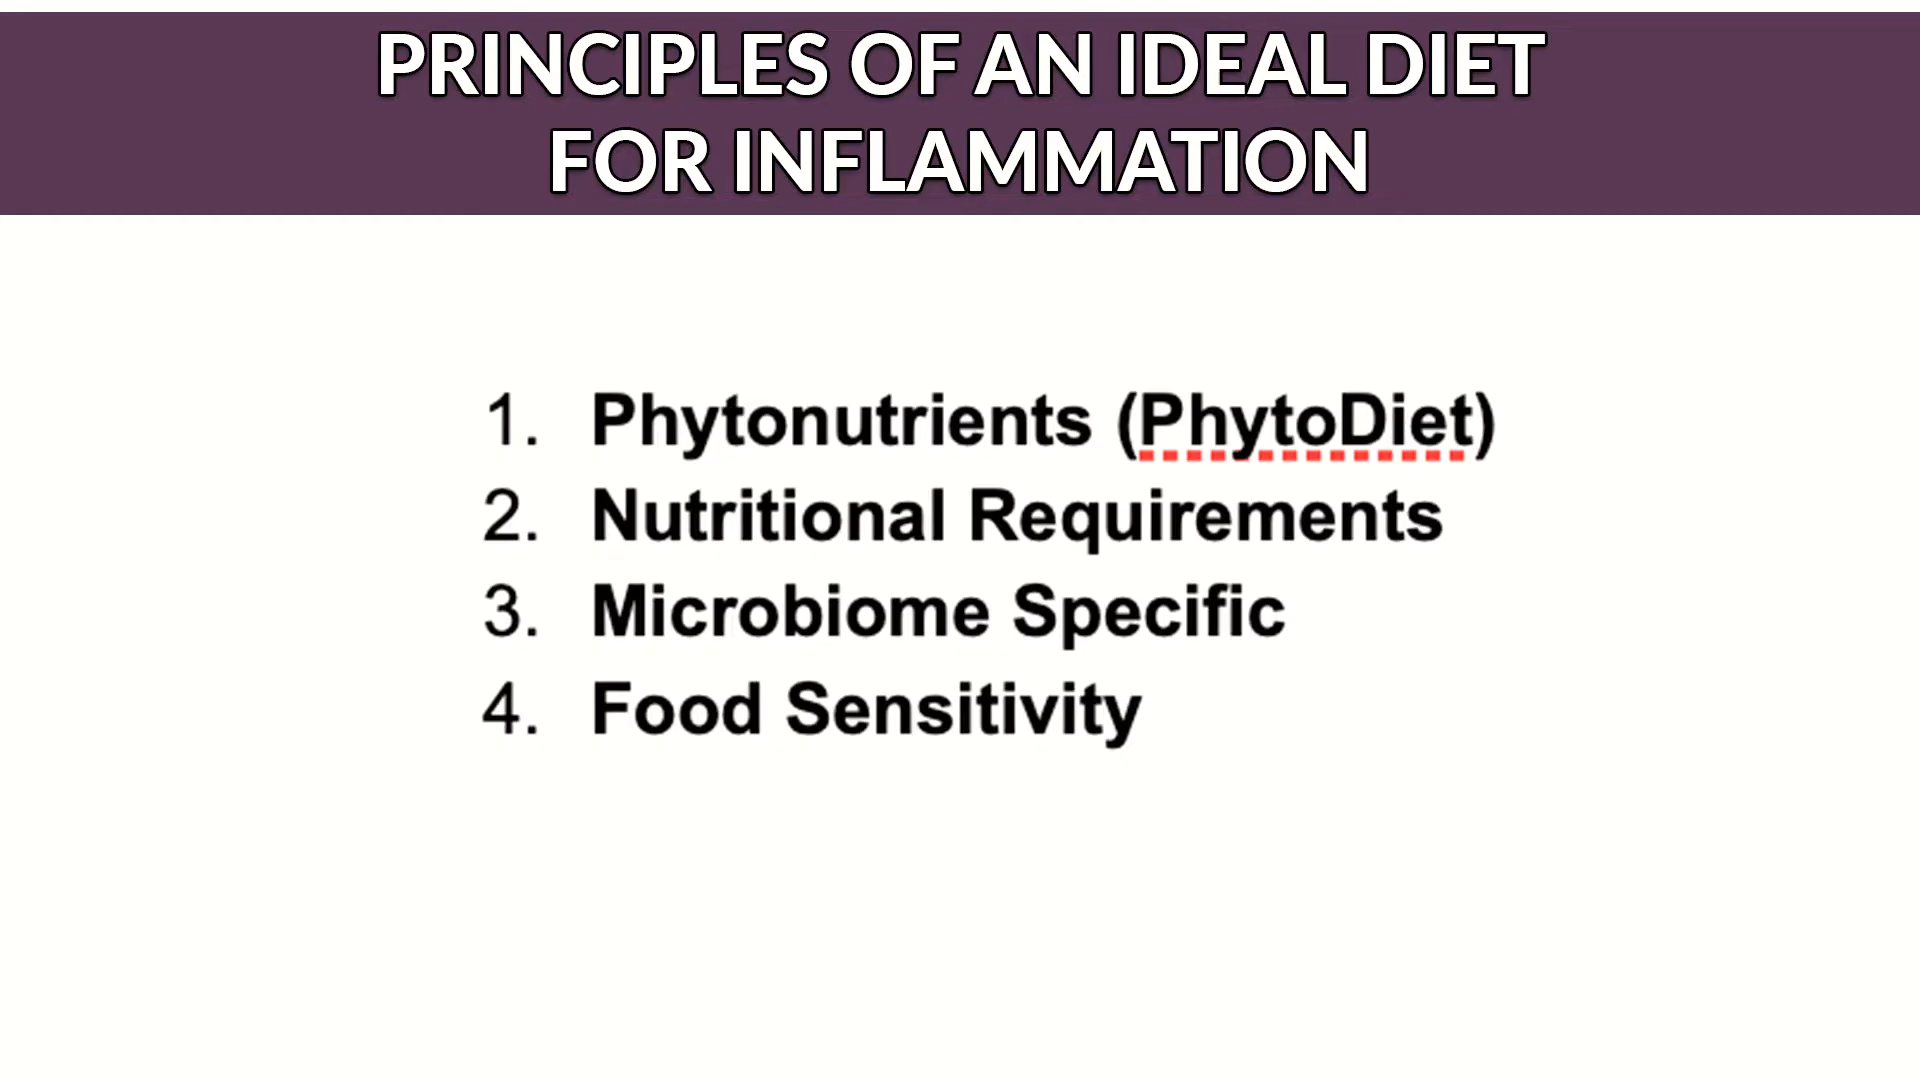 PRINCIPLES OF AN IDEAL DIET
FOR INFLAMMATION
1. Phytonutrients (PhytoDiet)
2. Nutritional Requirements
3. Microbiome Specific
4. Food Sensitivity